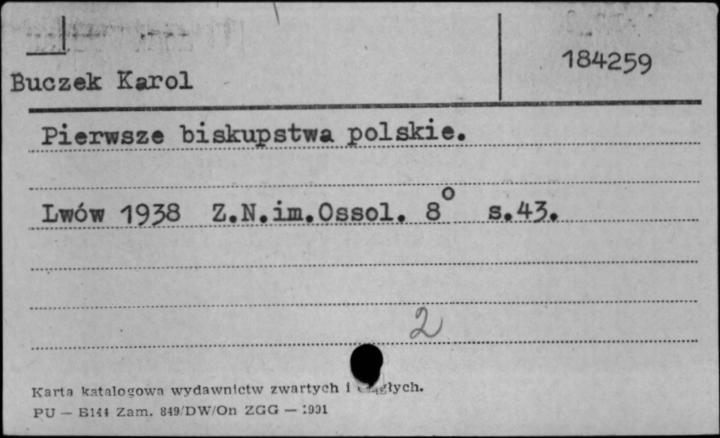 184259
Buczek Karol
Pierwsze biskupstwa polskie.
Lwów 1938 Z.N.im.Ossol. 8° s.43.
2
Karta katalogowa wydawnictw zwartych i ciągłych.
PU — B144 Zam. 849/DW/On ZGG — 1991